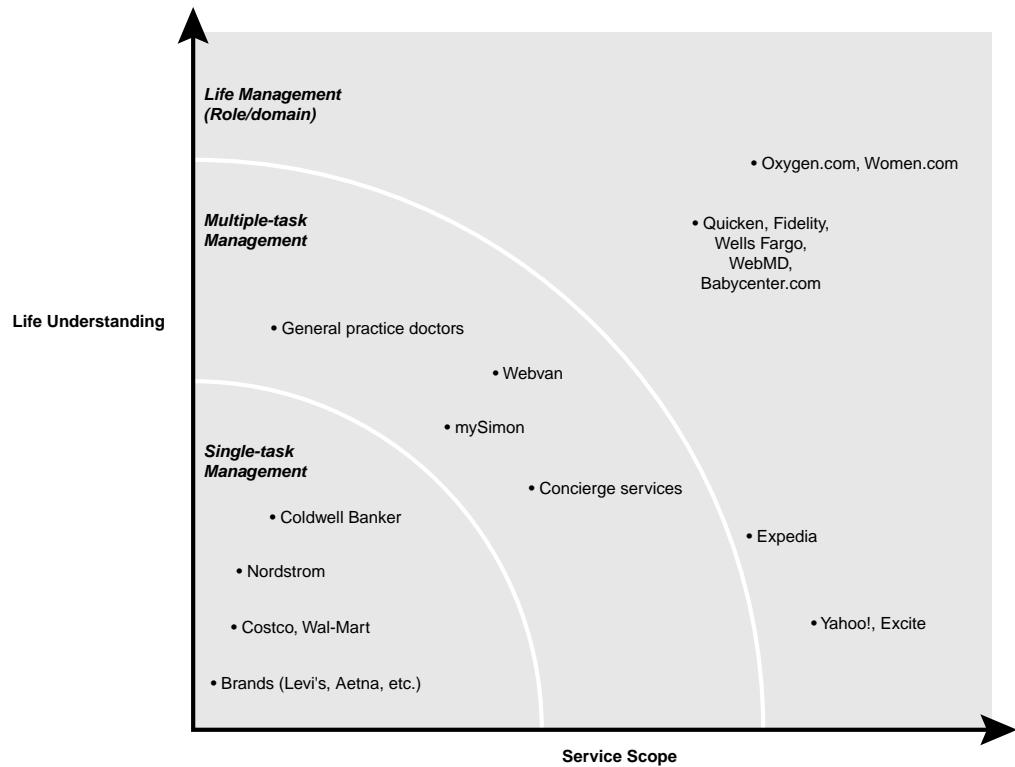 Life Management
(Role/domain)
• Oxygen.com, Women.com
Multiple-task
Management
• Quicken, Fidelity,
Wells Fargo,
WebMD,
Babycenter.com
Life Understanding
• General practice doctors
• Webvan
• mySimon
Single-task
Management
• Concierge services
• Coldwell Banker
• Expedia
• Nordstrom
• Costco, Wal-Mart
• Yahoo!, Excite
• Brands (Levi's, Aetna, etc.)
Service Scope